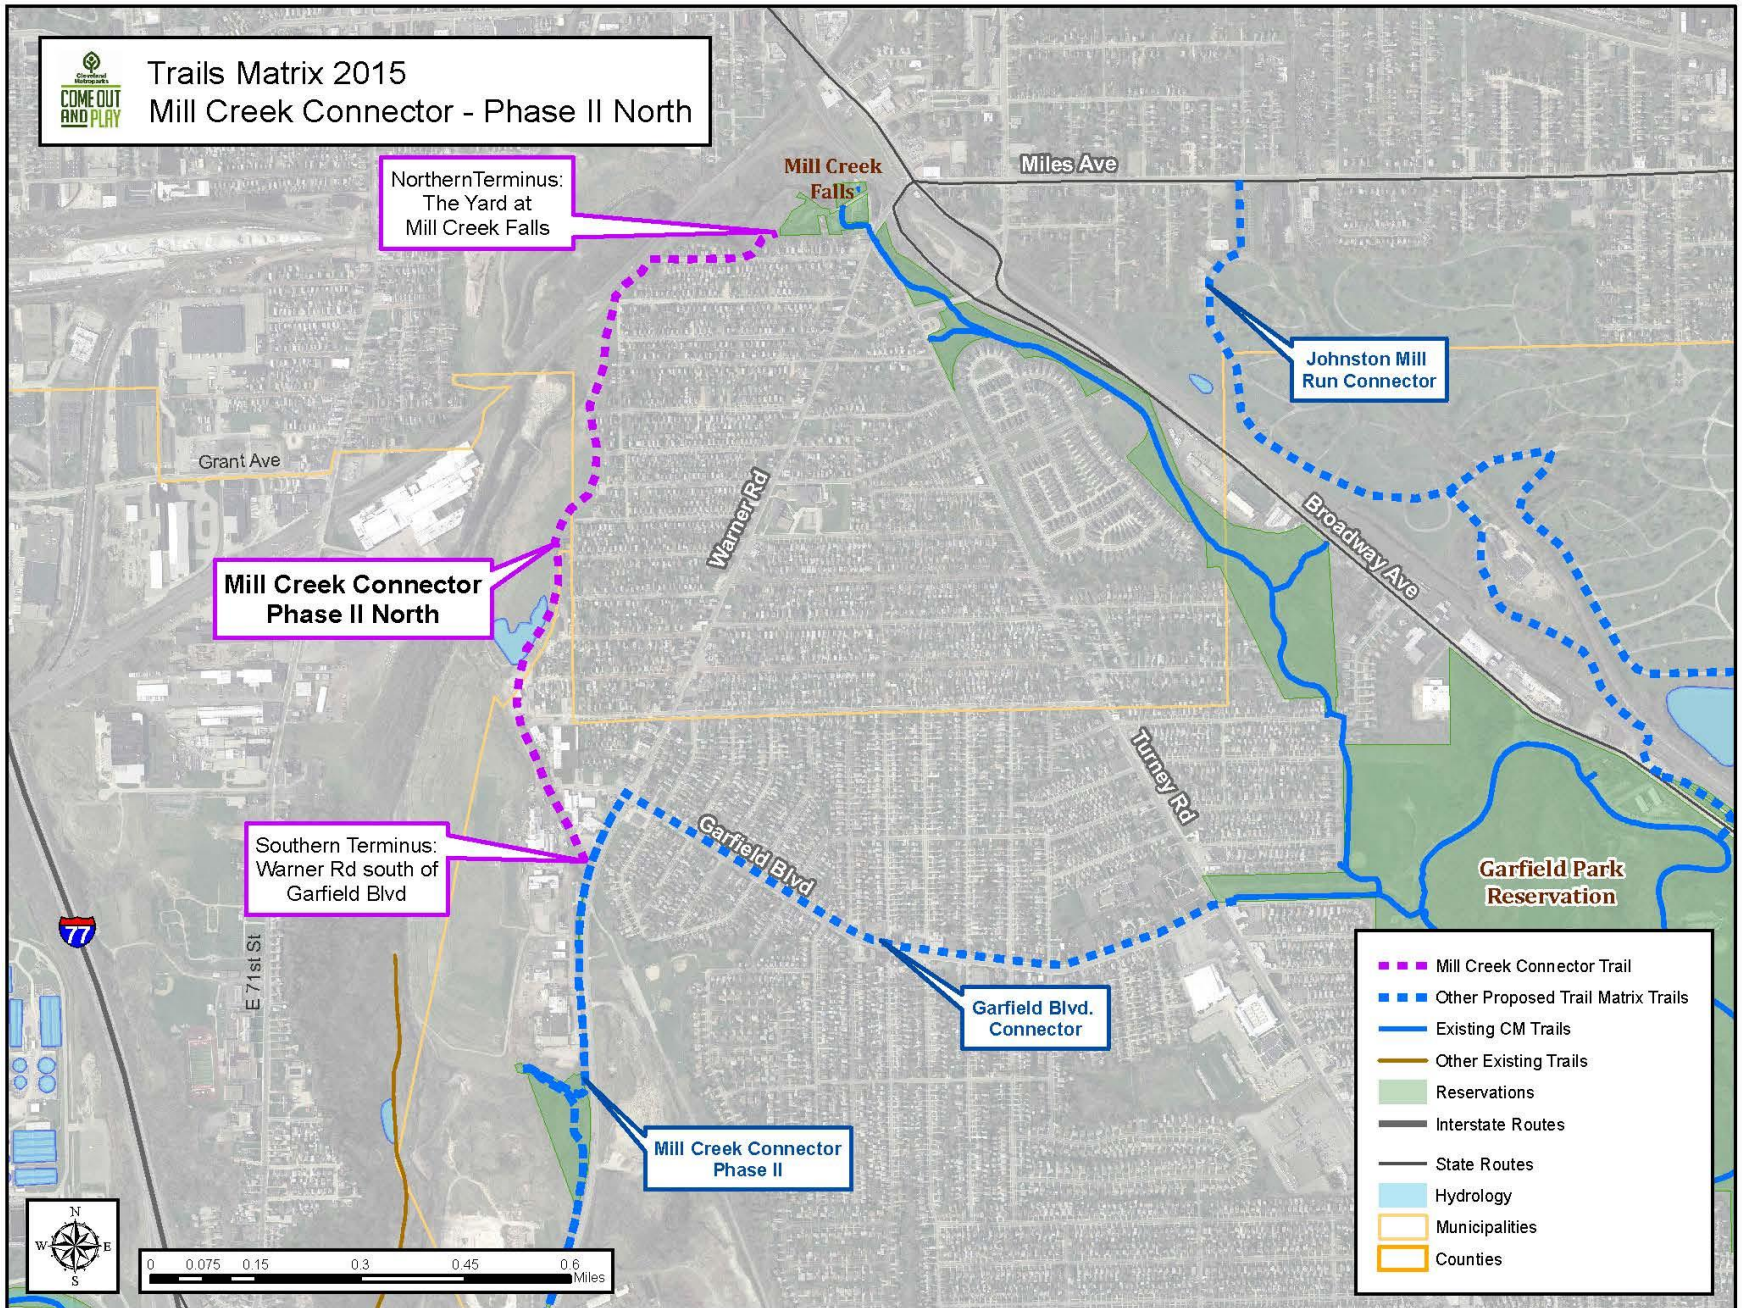 Cleveland
Metroparks
COME OUT
AND PLAY
Trails Matrix 2015
Mill Creek Connector - Phase II North
NorthernTerminus:
The Yard at
Mill Creek Falls
Mill Creek
Falls
Miles Ave
Johnston Mill
Run Connector
Grant Ave
Warner Rd
Broadway Ave
Mill Creek Connector
Phase II North
Turney Rd
Garfield Blvd
Southern Terminus:
Warner Rd south of
Garfield Blvd
Garfield Park
Reservation
77
E 71st St
Garfield Blvd.
Connector
Mill Creek Connector
Phase II
Mill Creek Connector Trail
Other Proposed Trail Matrix Trails
Existing CM Trails
Other Existing Trails
Reservations
Interstate Routes
State Routes
Hydrology
Municipalities
Counties
N
W E
S
0 0.075 0.15 0.3 0.45 0.6
Miles